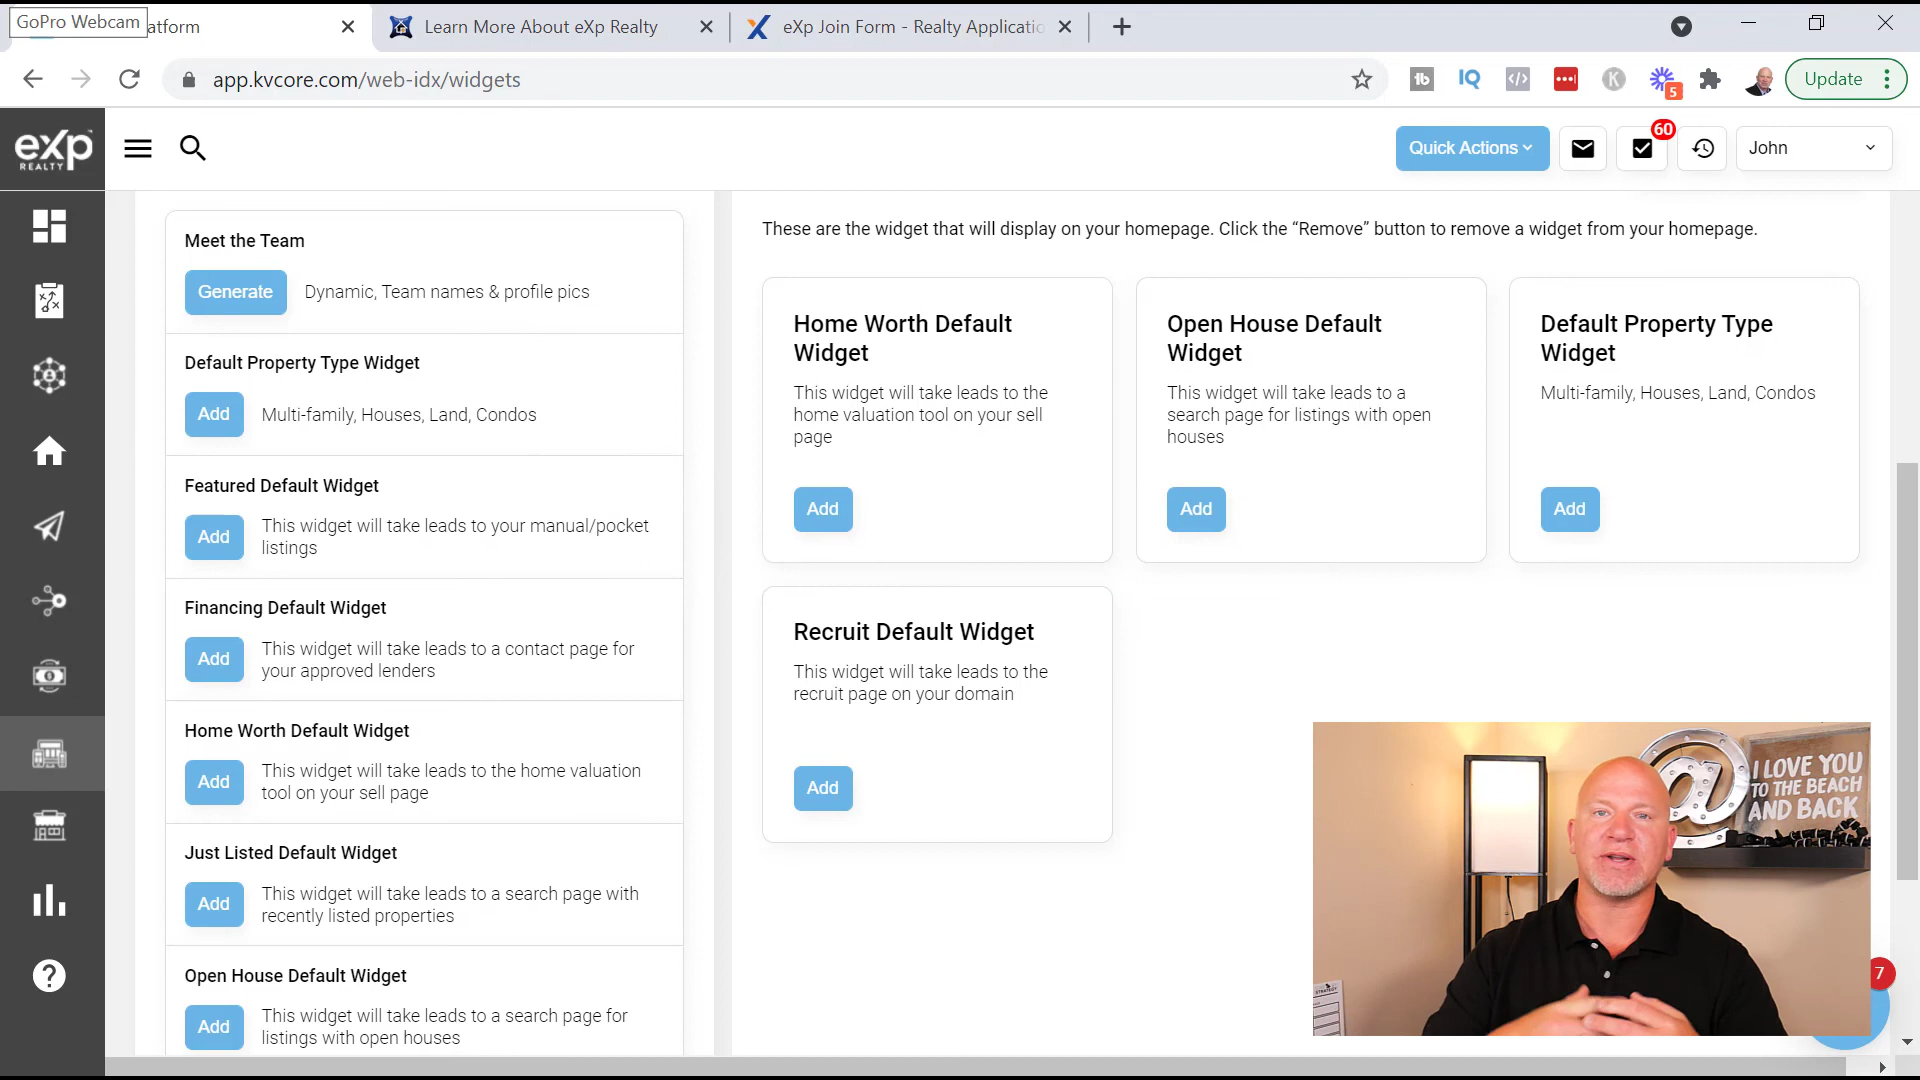 GoPro Webcam
atform
Learn More About eXp Realty
eXp Join Form - Realty Applicatio
app.kvcore.com/web-idx/widgets
tb
IQ
K
5
Update
exp
REALTY
Quick Actions
60
John
Meet the Team
Generate
Dynamic, Team names & profile pics
Default Property Type Widget
Add
Multi-family, Houses, Land, Condos
Featured Default Widget
Add
This widget will take leads to your manual/pocket
listings
Financing Default Widget
Add
This widget will take leads to a contact page for
your approved lenders
Home Worth Default Widget
Add
This widget will take leads to the home valuation
tool on your sell page
Just Listed Default Widget
Add
This widget will take leads to a search page with
recently listed properties
Open House Default Widget
Add
This widget will take leads to a search page for
listings with open houses
These are the widget that will display on your homepage. Click the “Remove” button to remove a widget from your homepage.
Home Worth Default
Widget
This widget will take leads to the
home valuation tool on your sell
page
Add
Open House Default
Widget
This widget will take leads to a
search page for listings with open
houses
Add
Default Property Type
Widget
Multi-family, Houses, Land, Condos
Add
Recruit Default Widget
This widget will take leads to the
recruit page on your domain
Add
@
I LOVE YOU
TO THE BEACH
AND BACK
STRATEGY
7